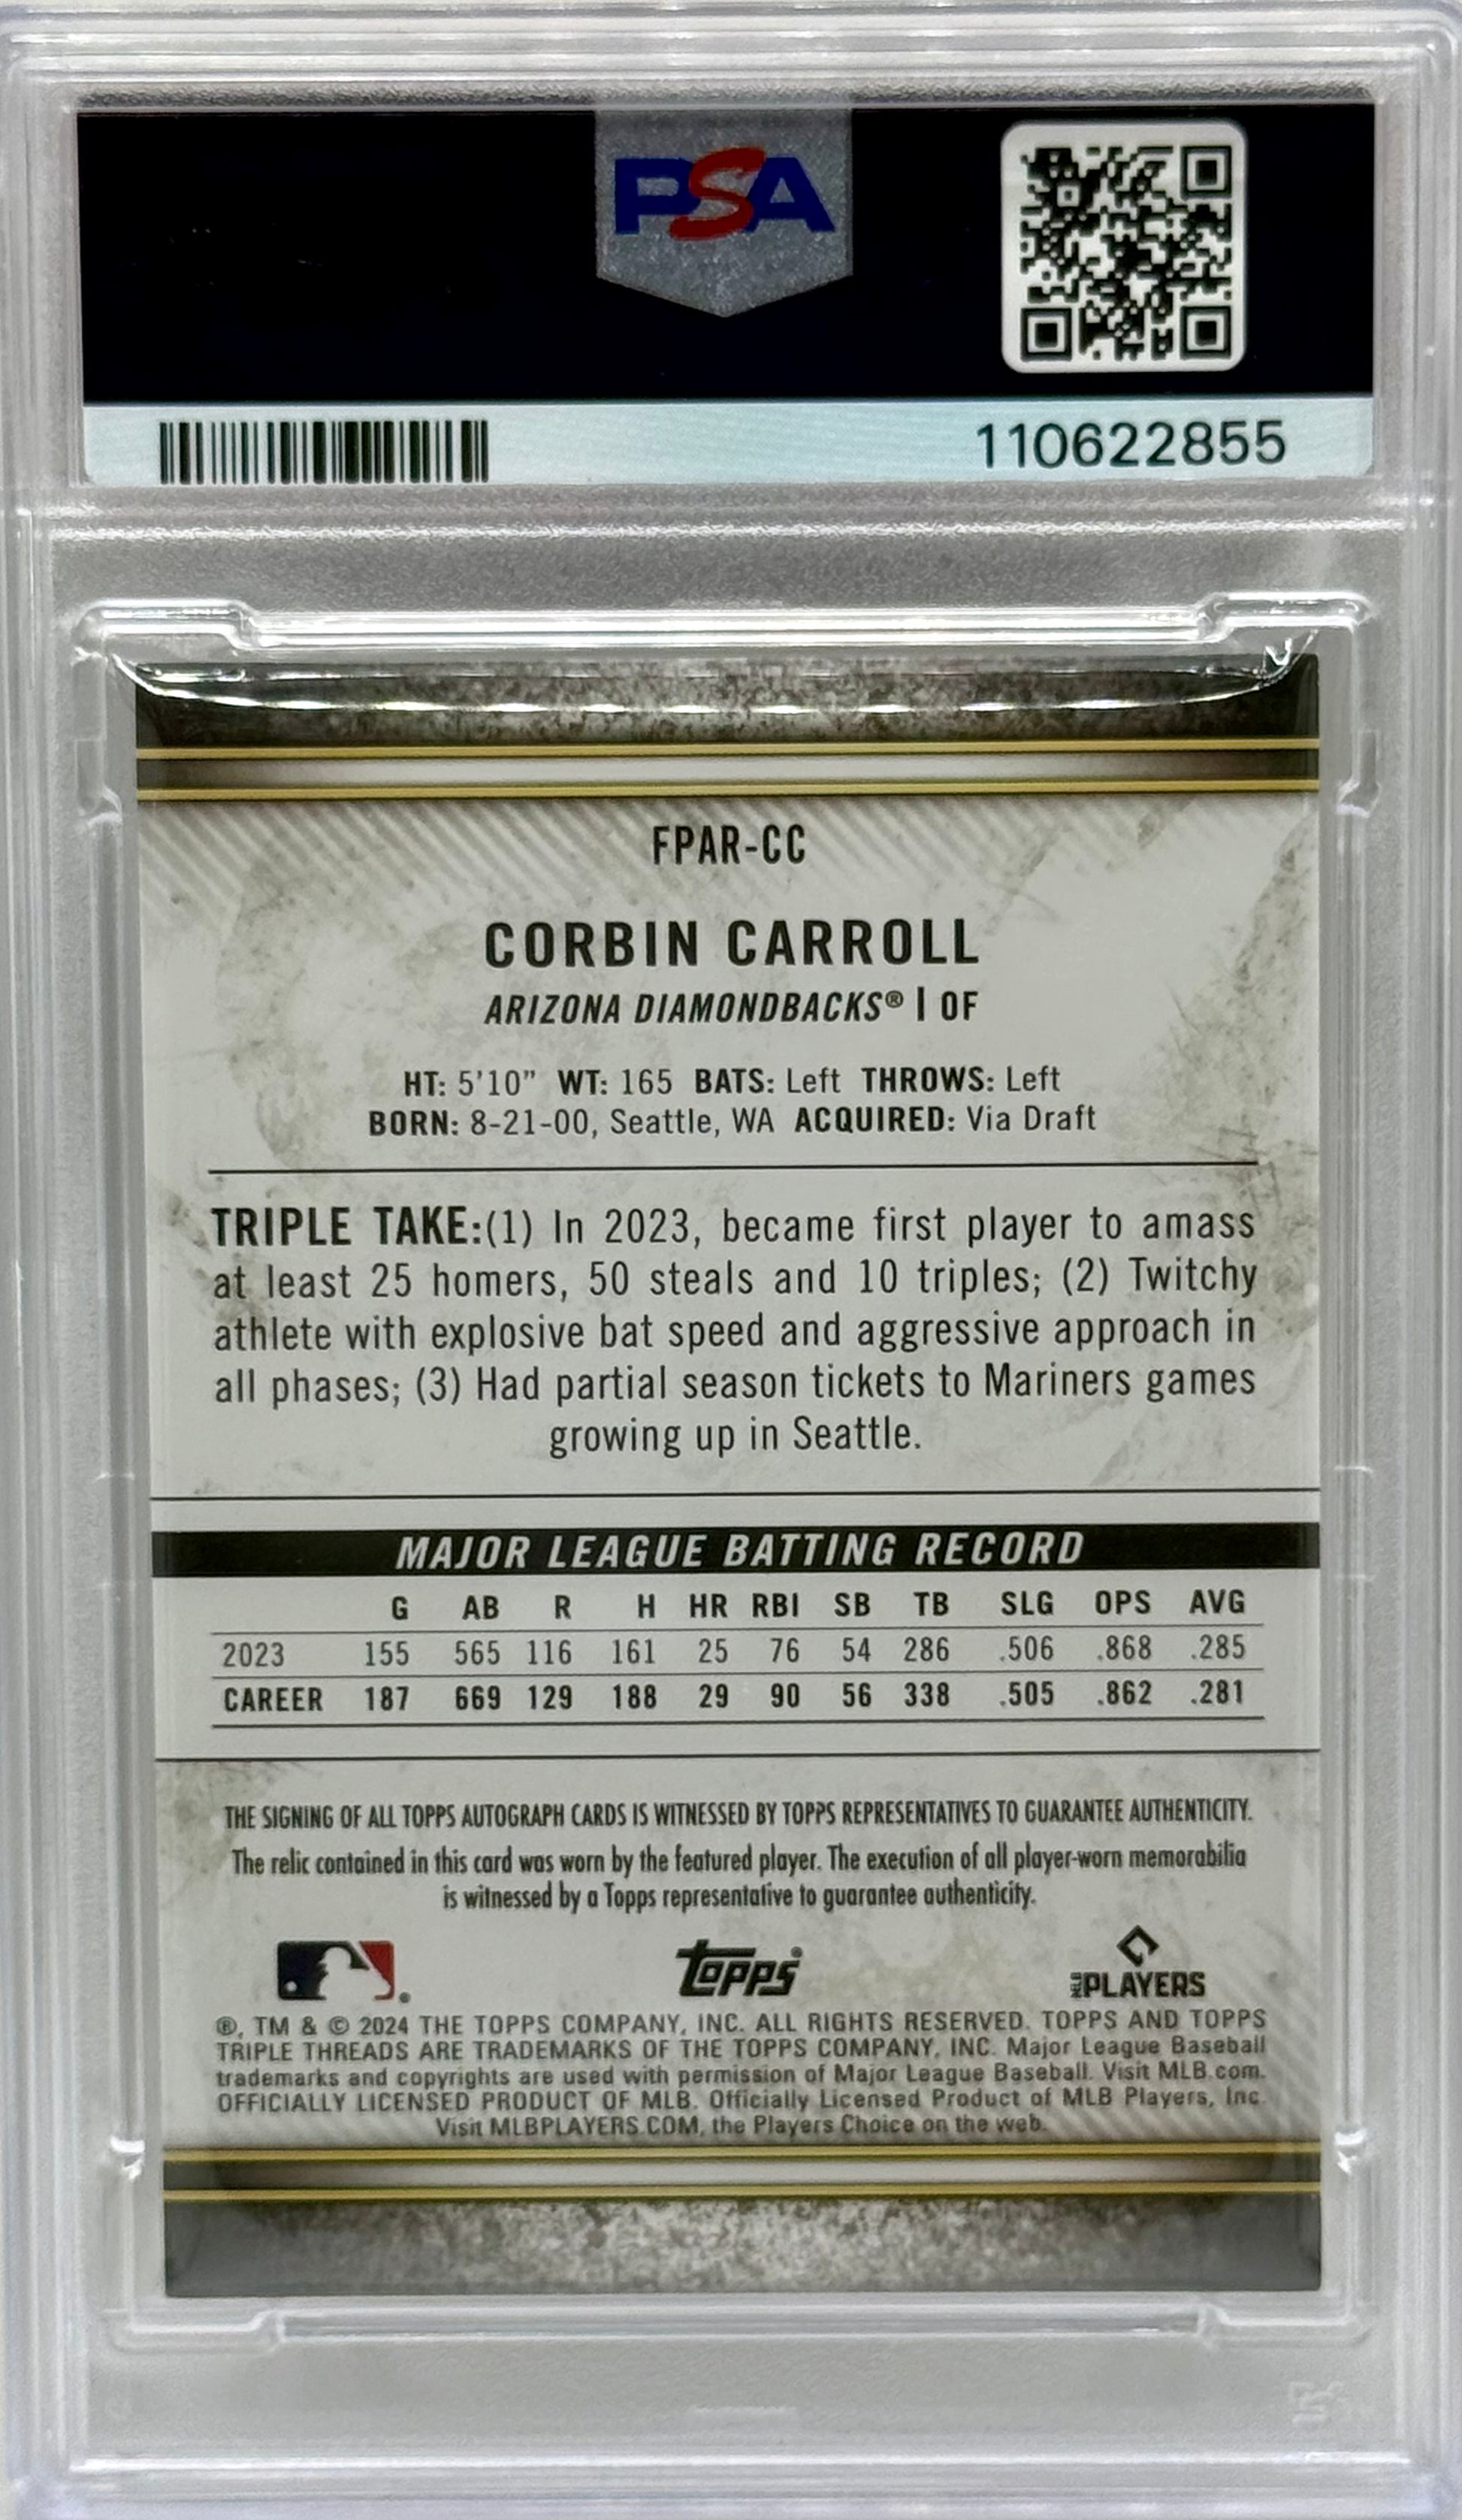 PSA
110622855
FPAR-CC
CORBIN CARROLL
ARIZONA DIAMONDBACKS® | OF
HT: 5'10" WT: 165 BATS: Left THROWS: Left
BORN: 8-21-00, Seattle, WA ACQUIRED: Via Draft
TRIPLE TAKE:(1) In 2023, became first player to amass
at least 25 homers, 50 steals and 10 triples; (2) Twitchy
athlete with explosive bat speed and aggressive approach in
all phases; (3) Had partial season tickets to Mariners games
growing up in Seattle.
MAJOR LEAGUE BATTING RECORD
G AB R H HR RBI SB TB SLG OPS AVG
2023 155 565 116 161 25 76 54 286 .506 .868 .285
CAREER 187 669 129 188 29 90 56 338 .505 .862 .281
THE SIGNING OF ALL TOPPS AUTOGRAPH CARDS IS WITNESSED BY TOPPS REPRESENTATIVES TO GUARANTEE AUTHENTICITY.
The relic contained in this card was worn by the featured player. The execution of all player-worn memorabilia
is witnessed by a Topps representative to guarantee authenticity.
® topps® MLB PLAYERS
®, TM & © 2024 THE TOPPS COMPANY, INC. ALL RIGHTS RESERVED. TOPPS AND TOPPS
TRIPLE THREADS ARE TRADEMARKS OF THE TOPPS COMPANY, INC. Major League Baseball
trademarks and copyrights are used with permission of Major League Baseball. Visit MLB.com.
OFFICIALLY LICENSED PRODUCT OF MLB. Officially Licensed Product of MLB Players, Inc.
Visit MLBPLAYERS.COM, the Players Choice on the web.